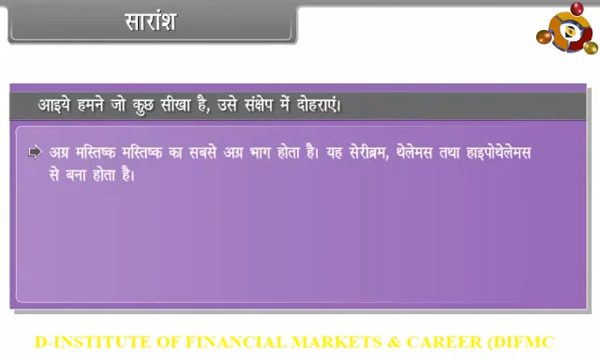 सारांश
आइये हमने जो कुछ सीखा है, उसे संक्षेप में दोहराएं।
अग्र मस्तिष्क मस्तिष्क का सबसे अग्र भाग होता है। यह सेरीब्रम, थेलेमस तथा हाइपोथेलेमस
से बना होता है।
D-INSTITUTE OF FINANCIAL MARKETS & CAREER (DIFMC